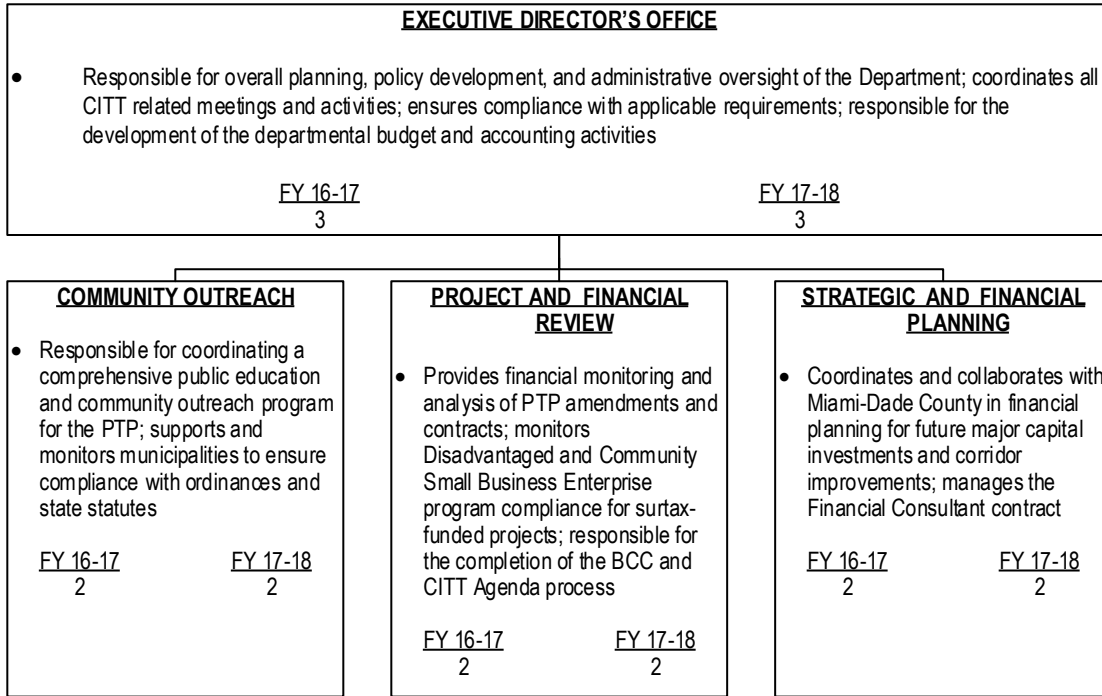 EXECUTIVE DIRECTOR'S OFFICE
• Responsible for overall planning, policy development, and administrative oversight of the Department; coordinates all
CITT related meetings and activities; ensures compliance with applicable requirements; responsible for the
development of the departmental budget and accounting activities
FY 16-17 FY 17-18
3 3
COMMUNITY OUTREACH
• Responsible for coordinating a
comprehensive public education
and community outreach program
for the PTP; supports and
monitors municipalities to ensure
compliance with ordinances and
state statutes
FY 16-17 FY 17-18
2 2
PROJECT AND FINANCIAL
REVIEW
• Provides financial monitoring and
analysis of PTP amendments and
contracts; monitors
Disadvantaged and Community
Small Business Enterprise
program compliance for surtax-
funded projects; responsible for
the completion of the BCC and
CITT Agenda process
FY 16-17 FY 17-18
2 2
STRATEGIC AND FINANCIAL
PLANNING
• Coordinates and collaborates with
Miami-Dade County in financial
planning for future major capital
investments and corridor
improvements; manages the
Financial Consultant contract
FY 16-17 FY 17-18
2 2